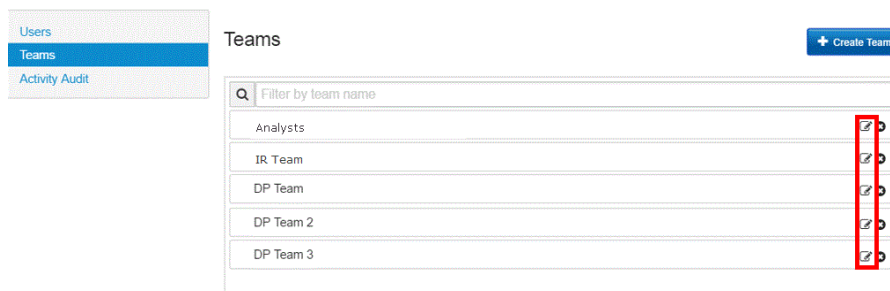 Users
Teams
Activity Audit
Teams
Create Team
Filter by team name
Analysts
IR Team
DP Team
DP Team 2
DP Team 3